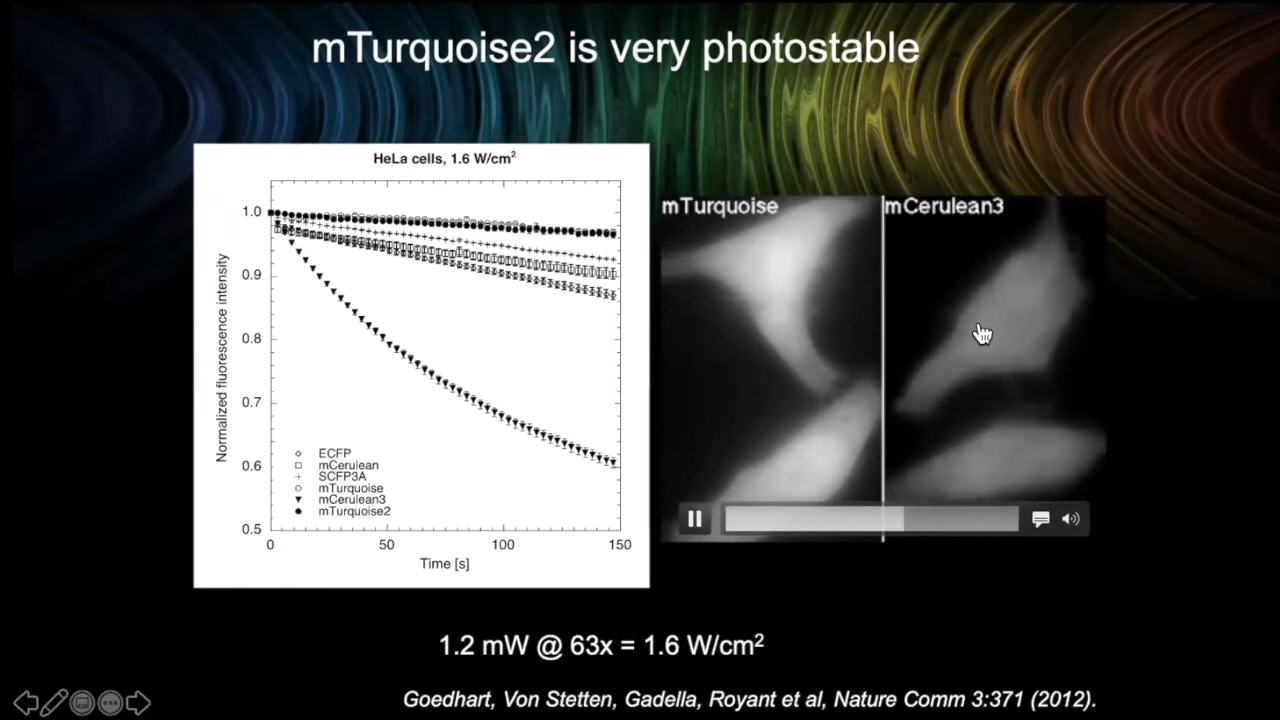 mTurquoise2 is very photostable
HeLa cells, 1.6 W/cm²
1.0
0.9
0.8
0.7
0.6
0.5
Normalized fluorescence intensity
ECFP
mCerulean
SCFP3A
mTurquoise
mCerulean3
mTurquoise2
0
50
100
150
Time [s]
mTurquoise
mCerulean3
1.2 mW @ 63x = 1.6 W/cm²
Goedhart, Von Stetten, Gadella, Royant et al, Nature Comm 3:371 (2012).